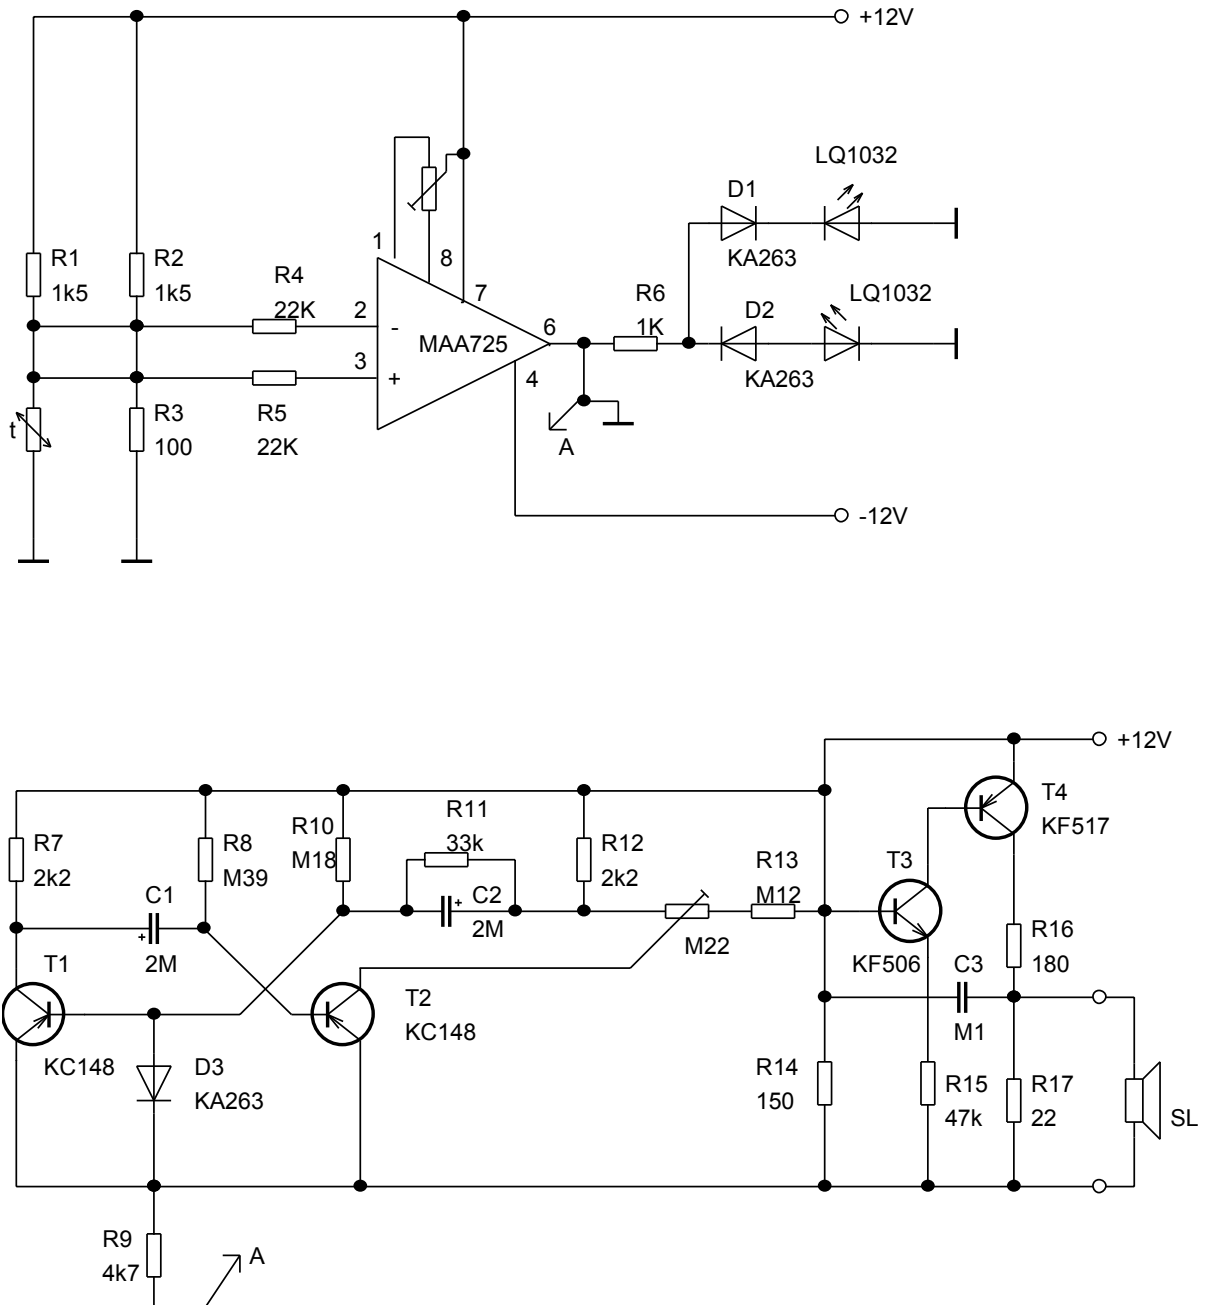 +12V
LQ1032
D1
1
8
R1
R2
KA263
1k5
1k5
R4
7
R6
LQ1032
22K
2
6
1K
D2
-
MAA725
3
4
+
KA263
R3
R5
t
100
22K
A
-12V
+12V
T4
R11
KF517
R10
R7
R8
33k
R12
M18
T3
R13
2k2
M39
2k2
C1
C2
M12
+
+
2M
M22
R16
T1
2M
KF506
C3
180
T2
KC148
M1
KC148
D3
R14
R15
R17
KA263
150
47k
22
SL
R9
A
4k7